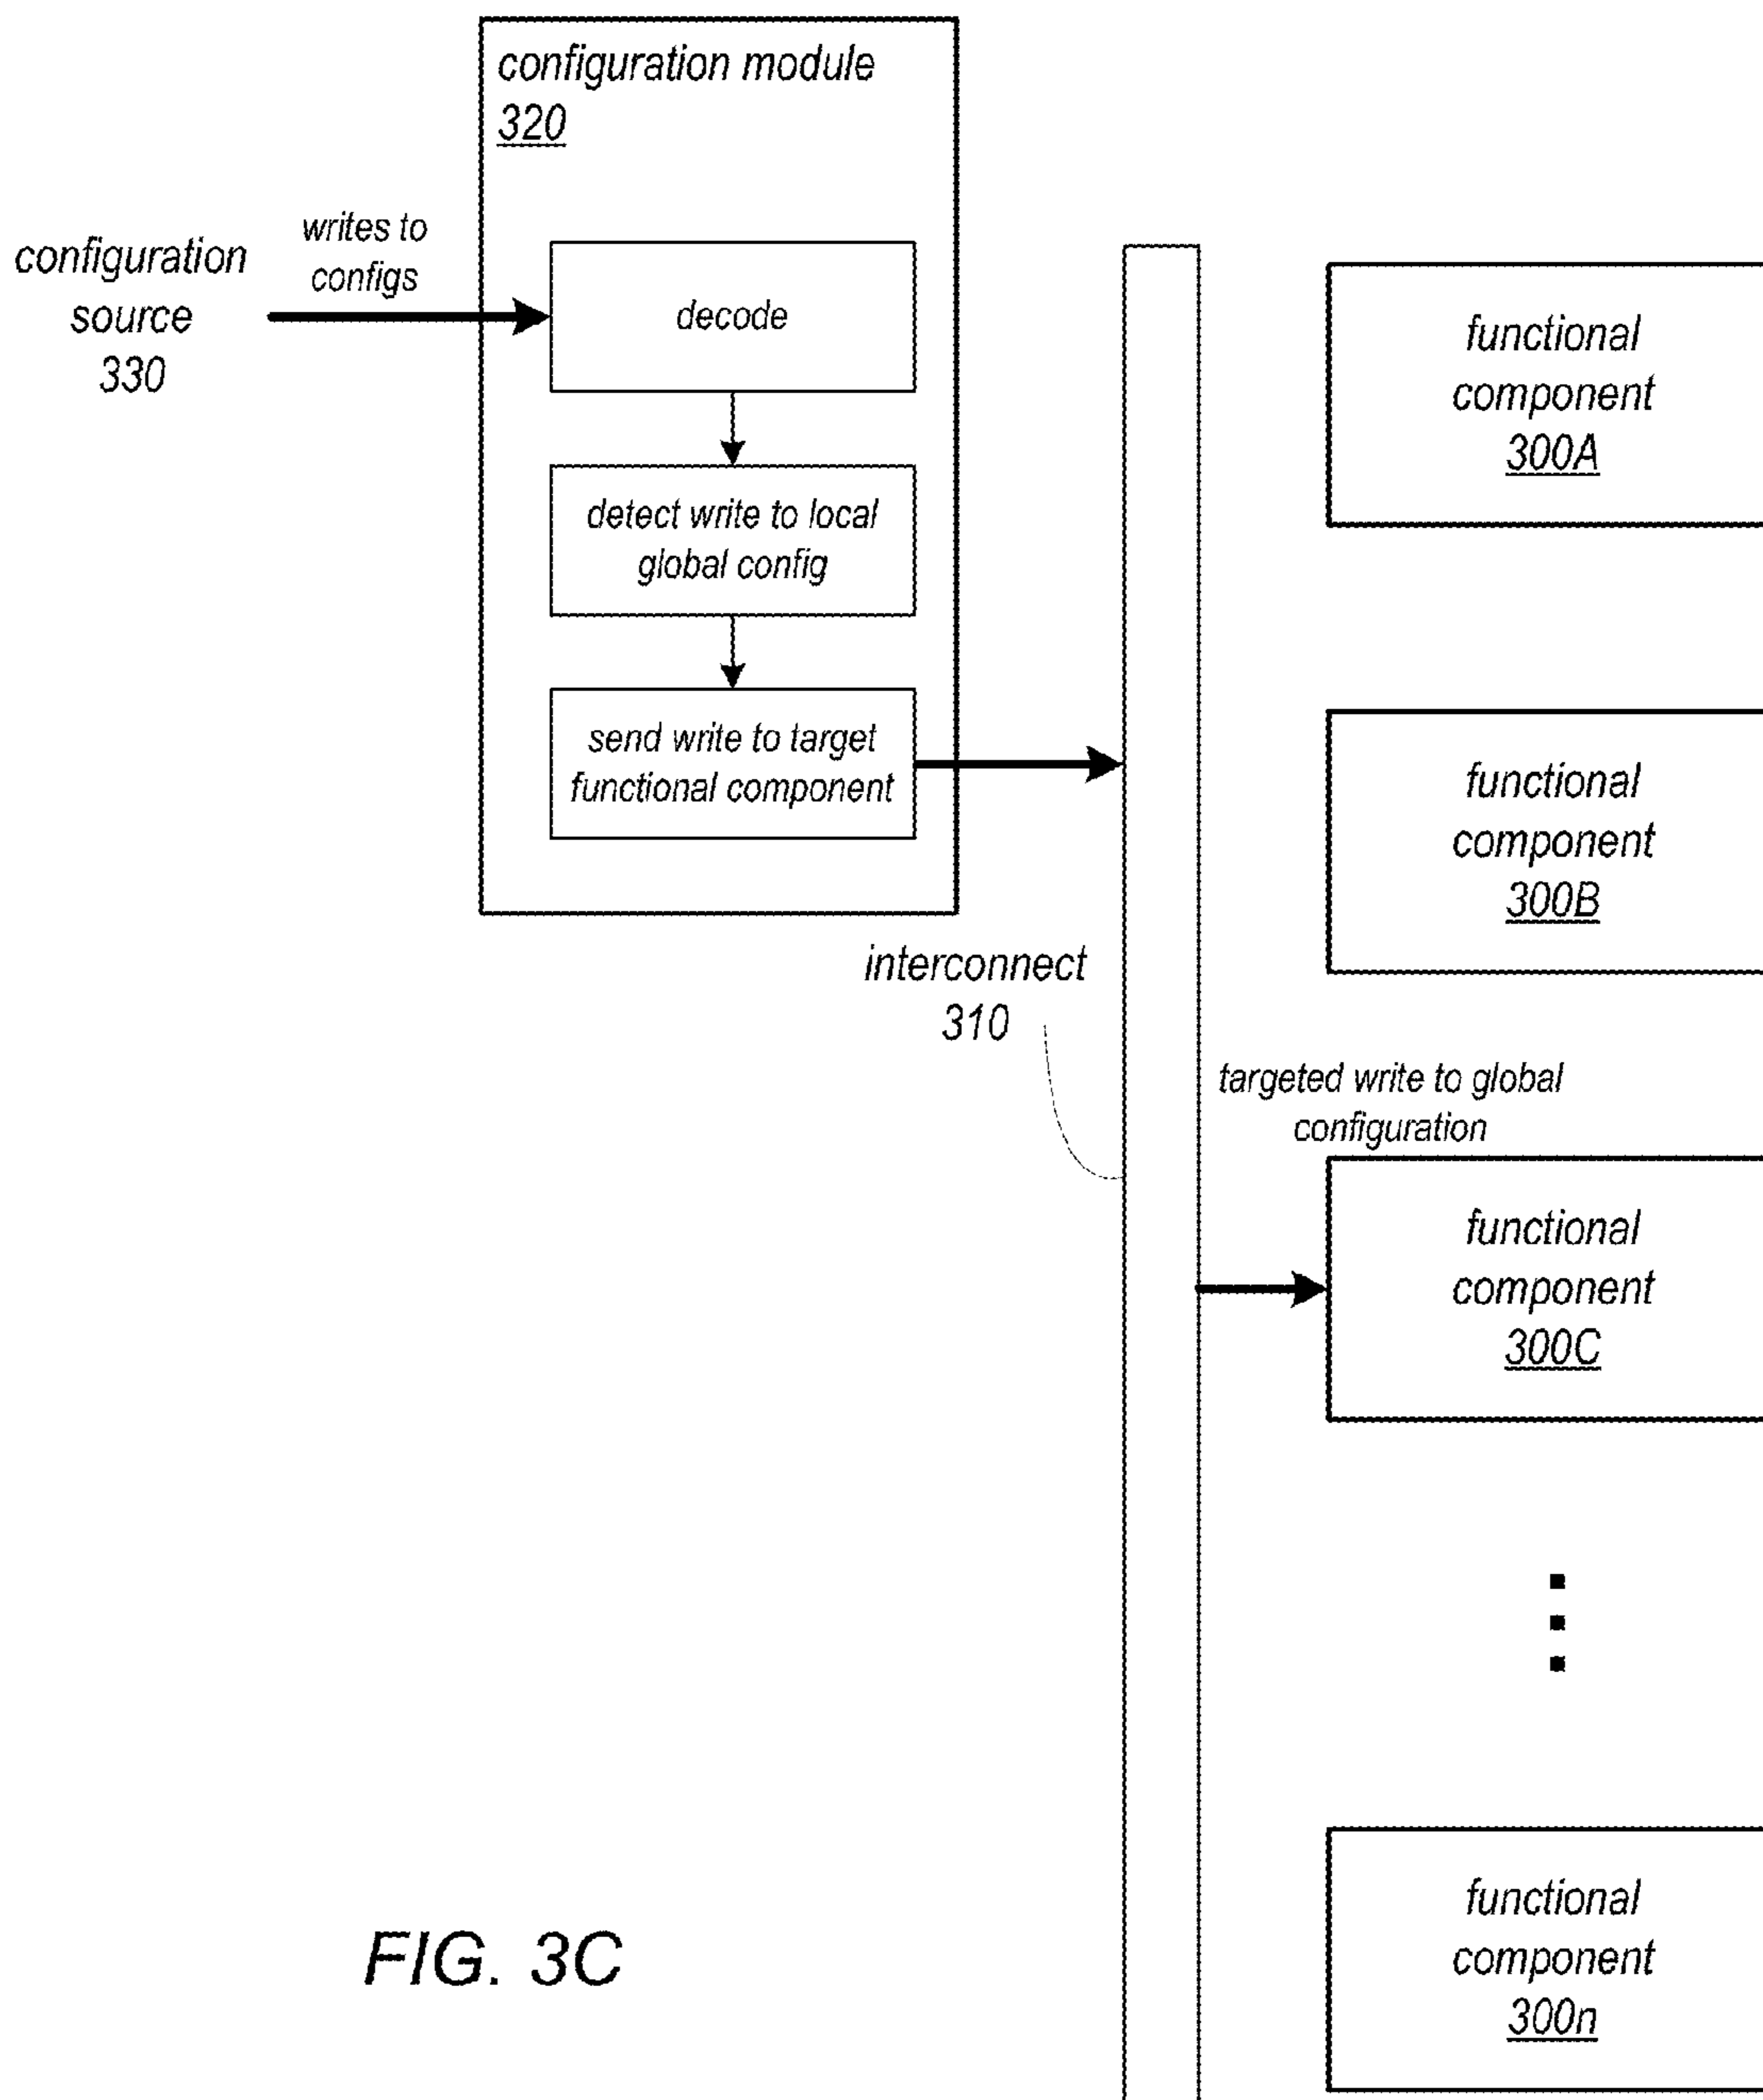 configuration module
320
writes to
configs
configuration
source
330
decode
detect write to local
global config
send write to target
functional component
interconnect
310
functional
component
300A
functional
component
300B
targeted write to global
configuration
functional
component
300C
functional
component
300n
FIG. 3C